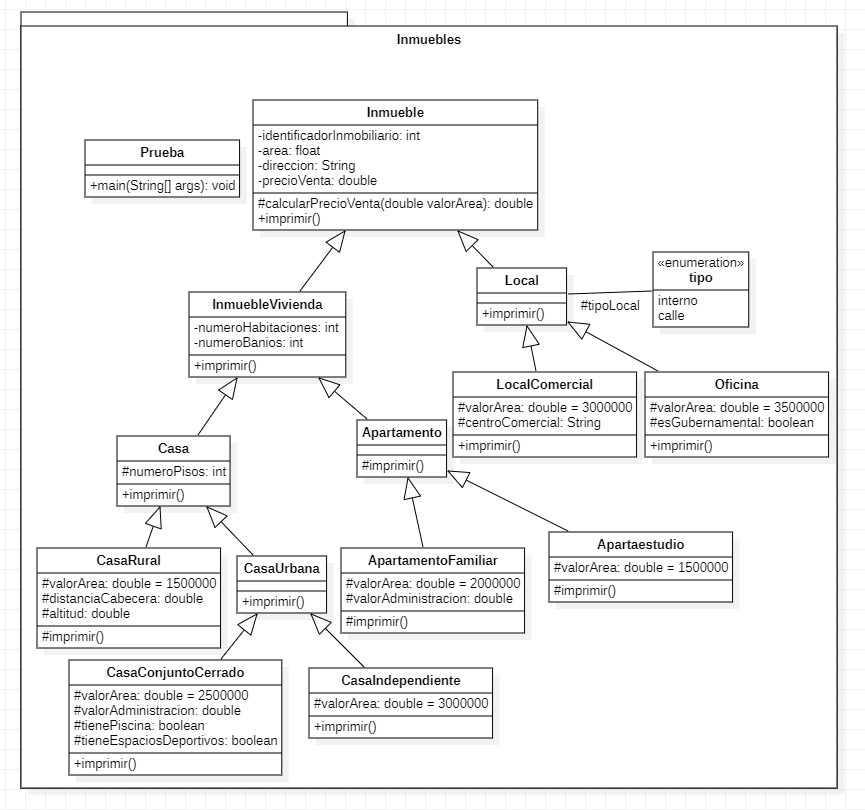 Inmuebles
Inmueble
-identificadorInmobiliario: int
-area: float
-direccion: String
-precioVenta: double
#calcularPrecioVenta(double valorArea): double
+imprimir()
Prueba
+main(String[] args): void
InmuebleVivienda
-numeroHabitaciones: int
-numeroBanios: int
+imprimir()
Local
+imprimir()
#tipoLocal
«enumeration»
tipo
interno
calle
LocalComercial
#valorArea: double = 3000000
#centroComercial: String
+imprimir()
Oficina
#valorArea: double = 3500000
#esGubernamental: boolean
+imprimir()
Casa
#numeroPisos: int
+imprimir()
Apartamento
#imprimir()
CasaRural
#valorArea: double = 1500000
#distanciaCabecera: double
#altitud: double
#imprimir()
CasaUrbana
+imprimir()
ApartamentoFamiliar
#valorArea: double = 2000000
#valorAdministracion: double
#imprimir()
Apartaestudio
#valorArea: double = 1500000
#imprimir()
CasaConjuntoCerrado
#valorArea: double = 2500000
#valorAdministracion: double
#tienePiscina: boolean
#tieneEspaciosDeportivos: boolean
+imprimir()
CasaIndependiente
#valorArea: double = 3000000
+imprimir()